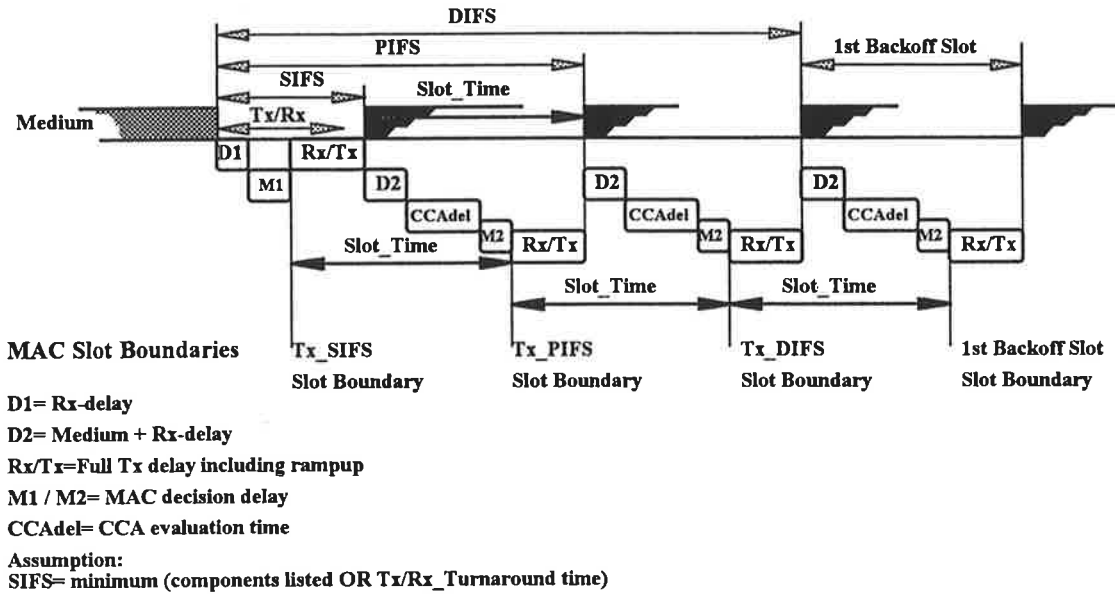 DIFS
PIFS
1st Backoff Slot
SIFS
Slot_Time
Tx/Rx
Medium
D1 Rx/Tx
M1 D2 D2 D2
CCAdel CCAdel CCAdel
M2 M2 M2
Rx/Tx Rx/Tx Rx/Tx
Slot_Time
Slot_Time Slot_Time
MAC Slot Boundaries
Tx_SIFS
Slot Boundary
Tx_PIFS
Slot Boundary
Tx_DIFS
Slot Boundary
1st Backoff Slot
Slot Boundary
D1= Rx-delay
D2= Medium + Rx-delay
Rx/Tx=Full Tx delay including rampup
M1 / M2= MAC decision delay
CCAdel= CCA evaluation time
Assumption:
SIFS= minimum (components listed OR Tx/Rx_Turnaround time)